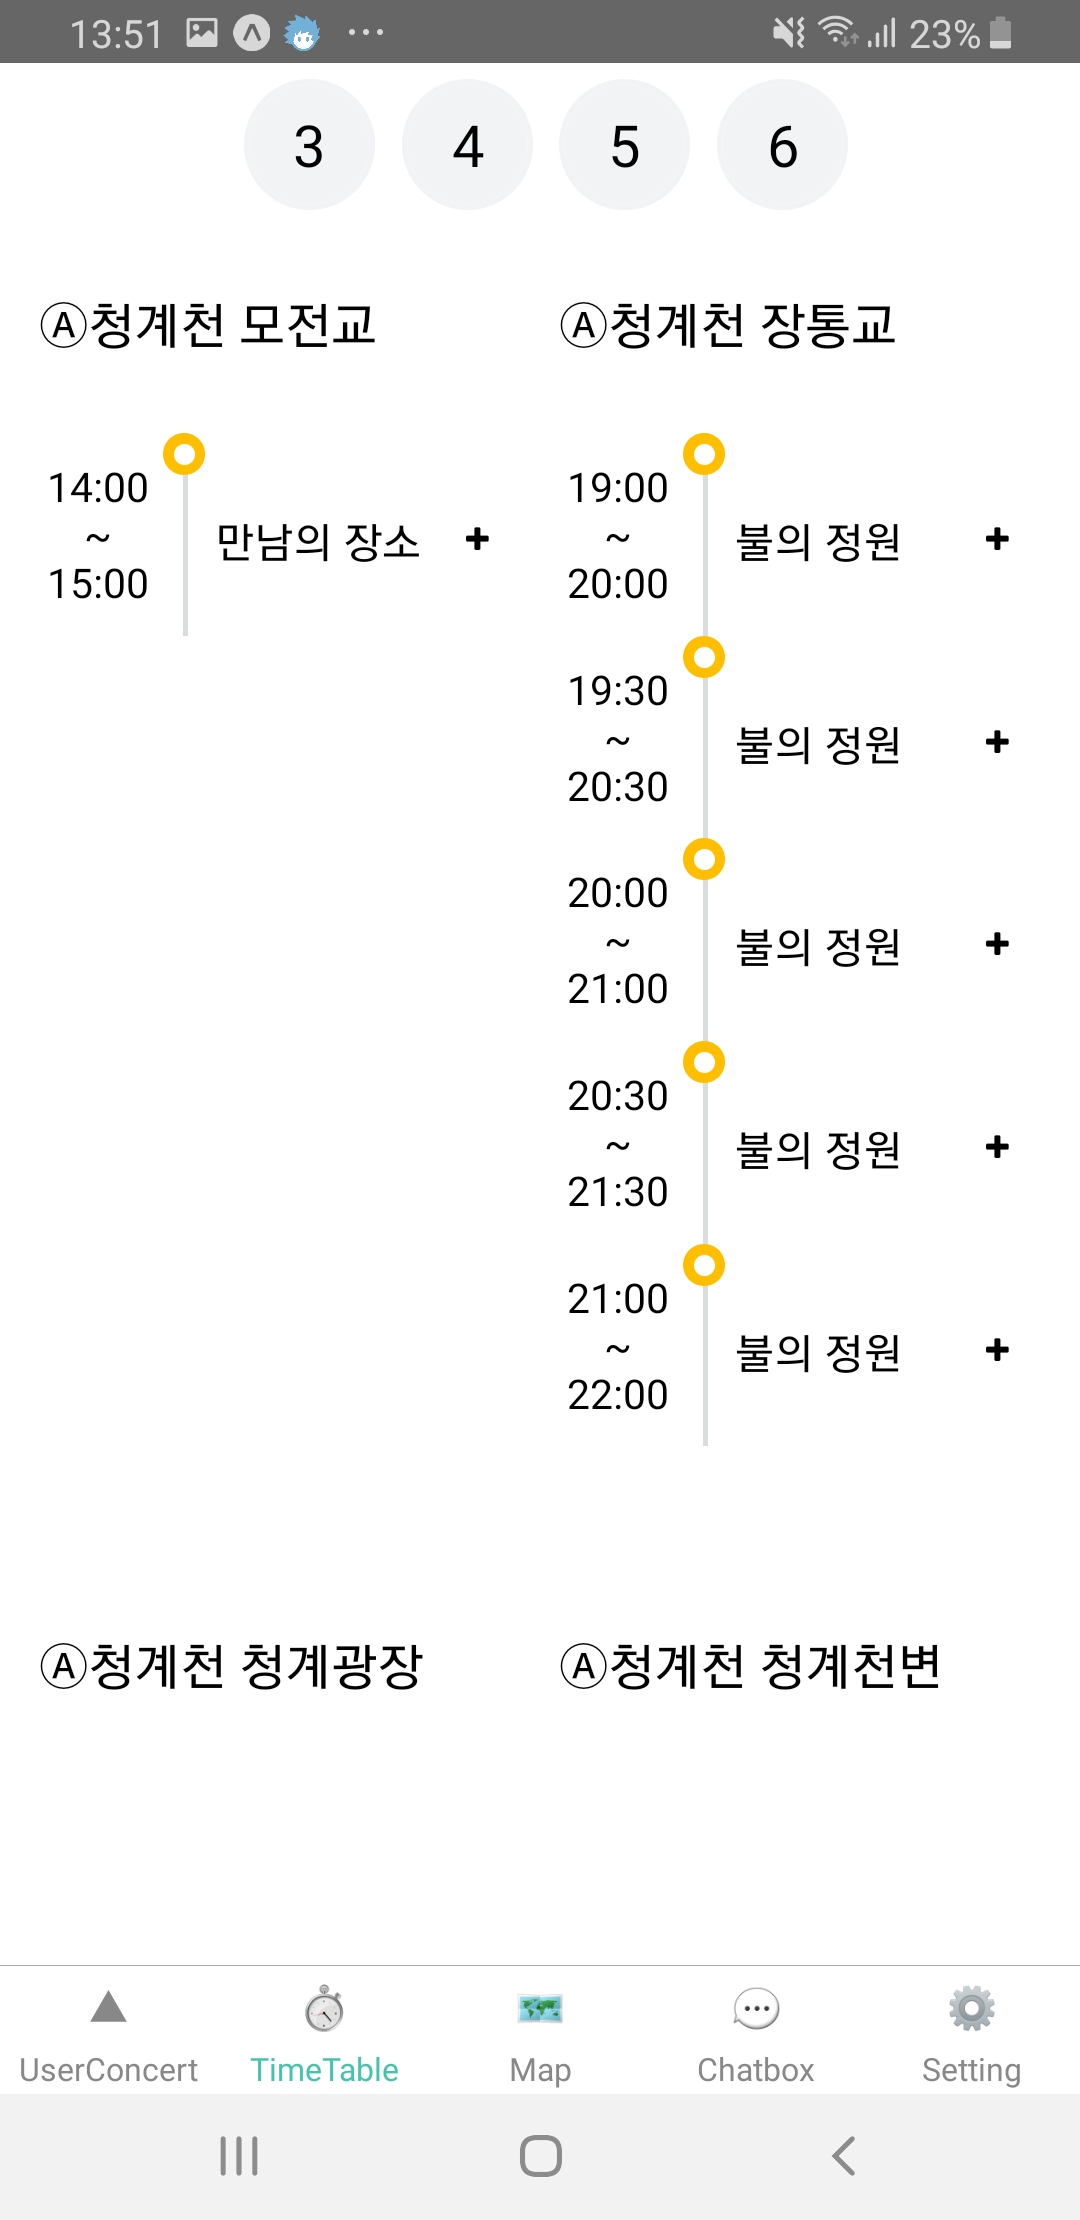 13:51 23%
3 4 5 6
Ⓐ청계천 모전교
14:00
~
15:00
만남의 장소 +
Ⓐ청계천 장통교
19:00
~
20:00
불의 정원 +
19:30
~
20:30
불의 정원 +
20:00
~
21:00
불의 정원 +
20:30
~
21:30
불의 정원 +
21:00
~
22:00
불의 정원 +
Ⓐ청계천 청계광장
Ⓐ청계천 청계천변
UserConcert TimeTable Map Chatbox Setting